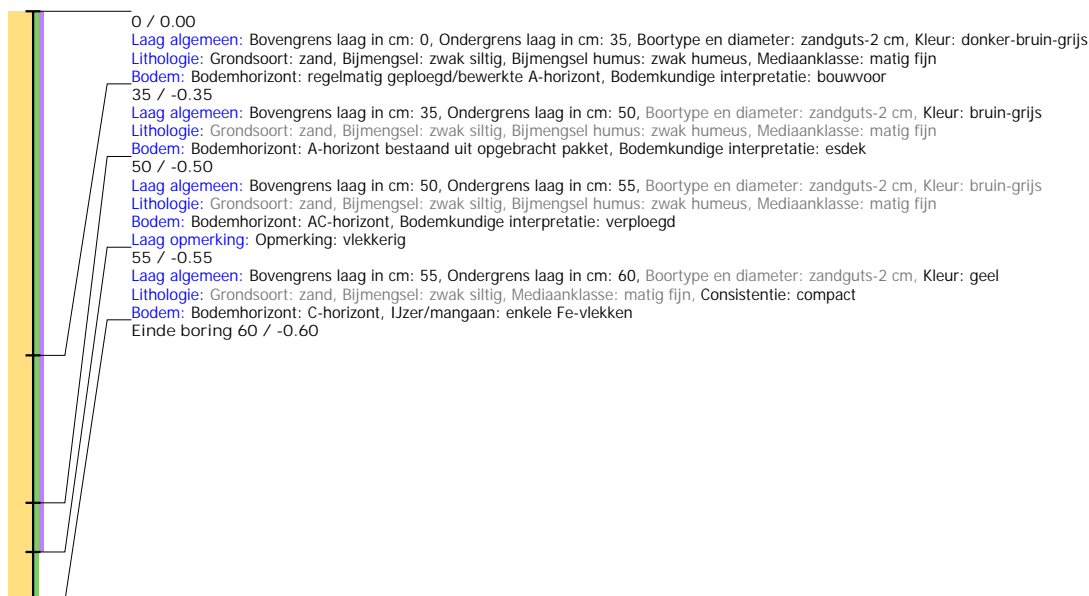 0 / 0.00
Laag algemeen: Bovengrens laag in cm: 0, Ondergrens laag in cm: 35, Boortype en diameter: zandguts-2 cm, Kleur: donker-bruin-grijs
Lithologie: Grondsoort: zand, Bijmengsel: zwak siltig, Bijmengsel humus: zwak humeus, Mediaanklasse: matig fijn
Bodem: Bodemhorizont: regelmatig geploegd/bewerkte A-horizont, Bodemkundige interpretatie: bouwvoor
35 / -0.35
Laag algemeen: Bovengrens laag in cm: 35, Ondergrens laag in cm: 50, Boortype en diameter: zandguts-2 cm, Kleur: bruin-grijs
Lithologie: Grondsoort: zand, Bijmengsel: zwak siltig, Bijmengsel humus: zwak humeus, Mediaanklasse: matig fijn
Bodem: Bodemhorizont: A-horizont bestaand uit opgebracht pakket, Bodemkundige interpretatie: esdek
50 / -0.50
Laag algemeen: Bovengrens laag in cm: 50, Ondergrens laag in cm: 55, Boortype en diameter: zandguts-2 cm, Kleur: bruin-grijs
Lithologie: Grondsoort: zand, Bijmengsel: zwak siltig, Bijmengsel humus: zwak humeus, Mediaanklasse: matig fijn
Bodem: Bodemhorizont: AC-horizont, Bodemkundige interpretatie: verploegd
Laag opmerking: Opmerking: vlekkerig
55 / -0.55
Laag algemeen: Bovengrens laag in cm: 55, Ondergrens laag in cm: 60, Boortype en diameter: zandguts-2 cm, Kleur: geel
Lithologie: Grondsoort: zand, Bijmengsel: zwak siltig, Mediaanklasse: matig fijn, Consistentie: compact
Bodem: Bodemhorizont: C-horizont, IJzer/mangaan: enkele Fe-vlekken
Einde boring 60 / -0.60